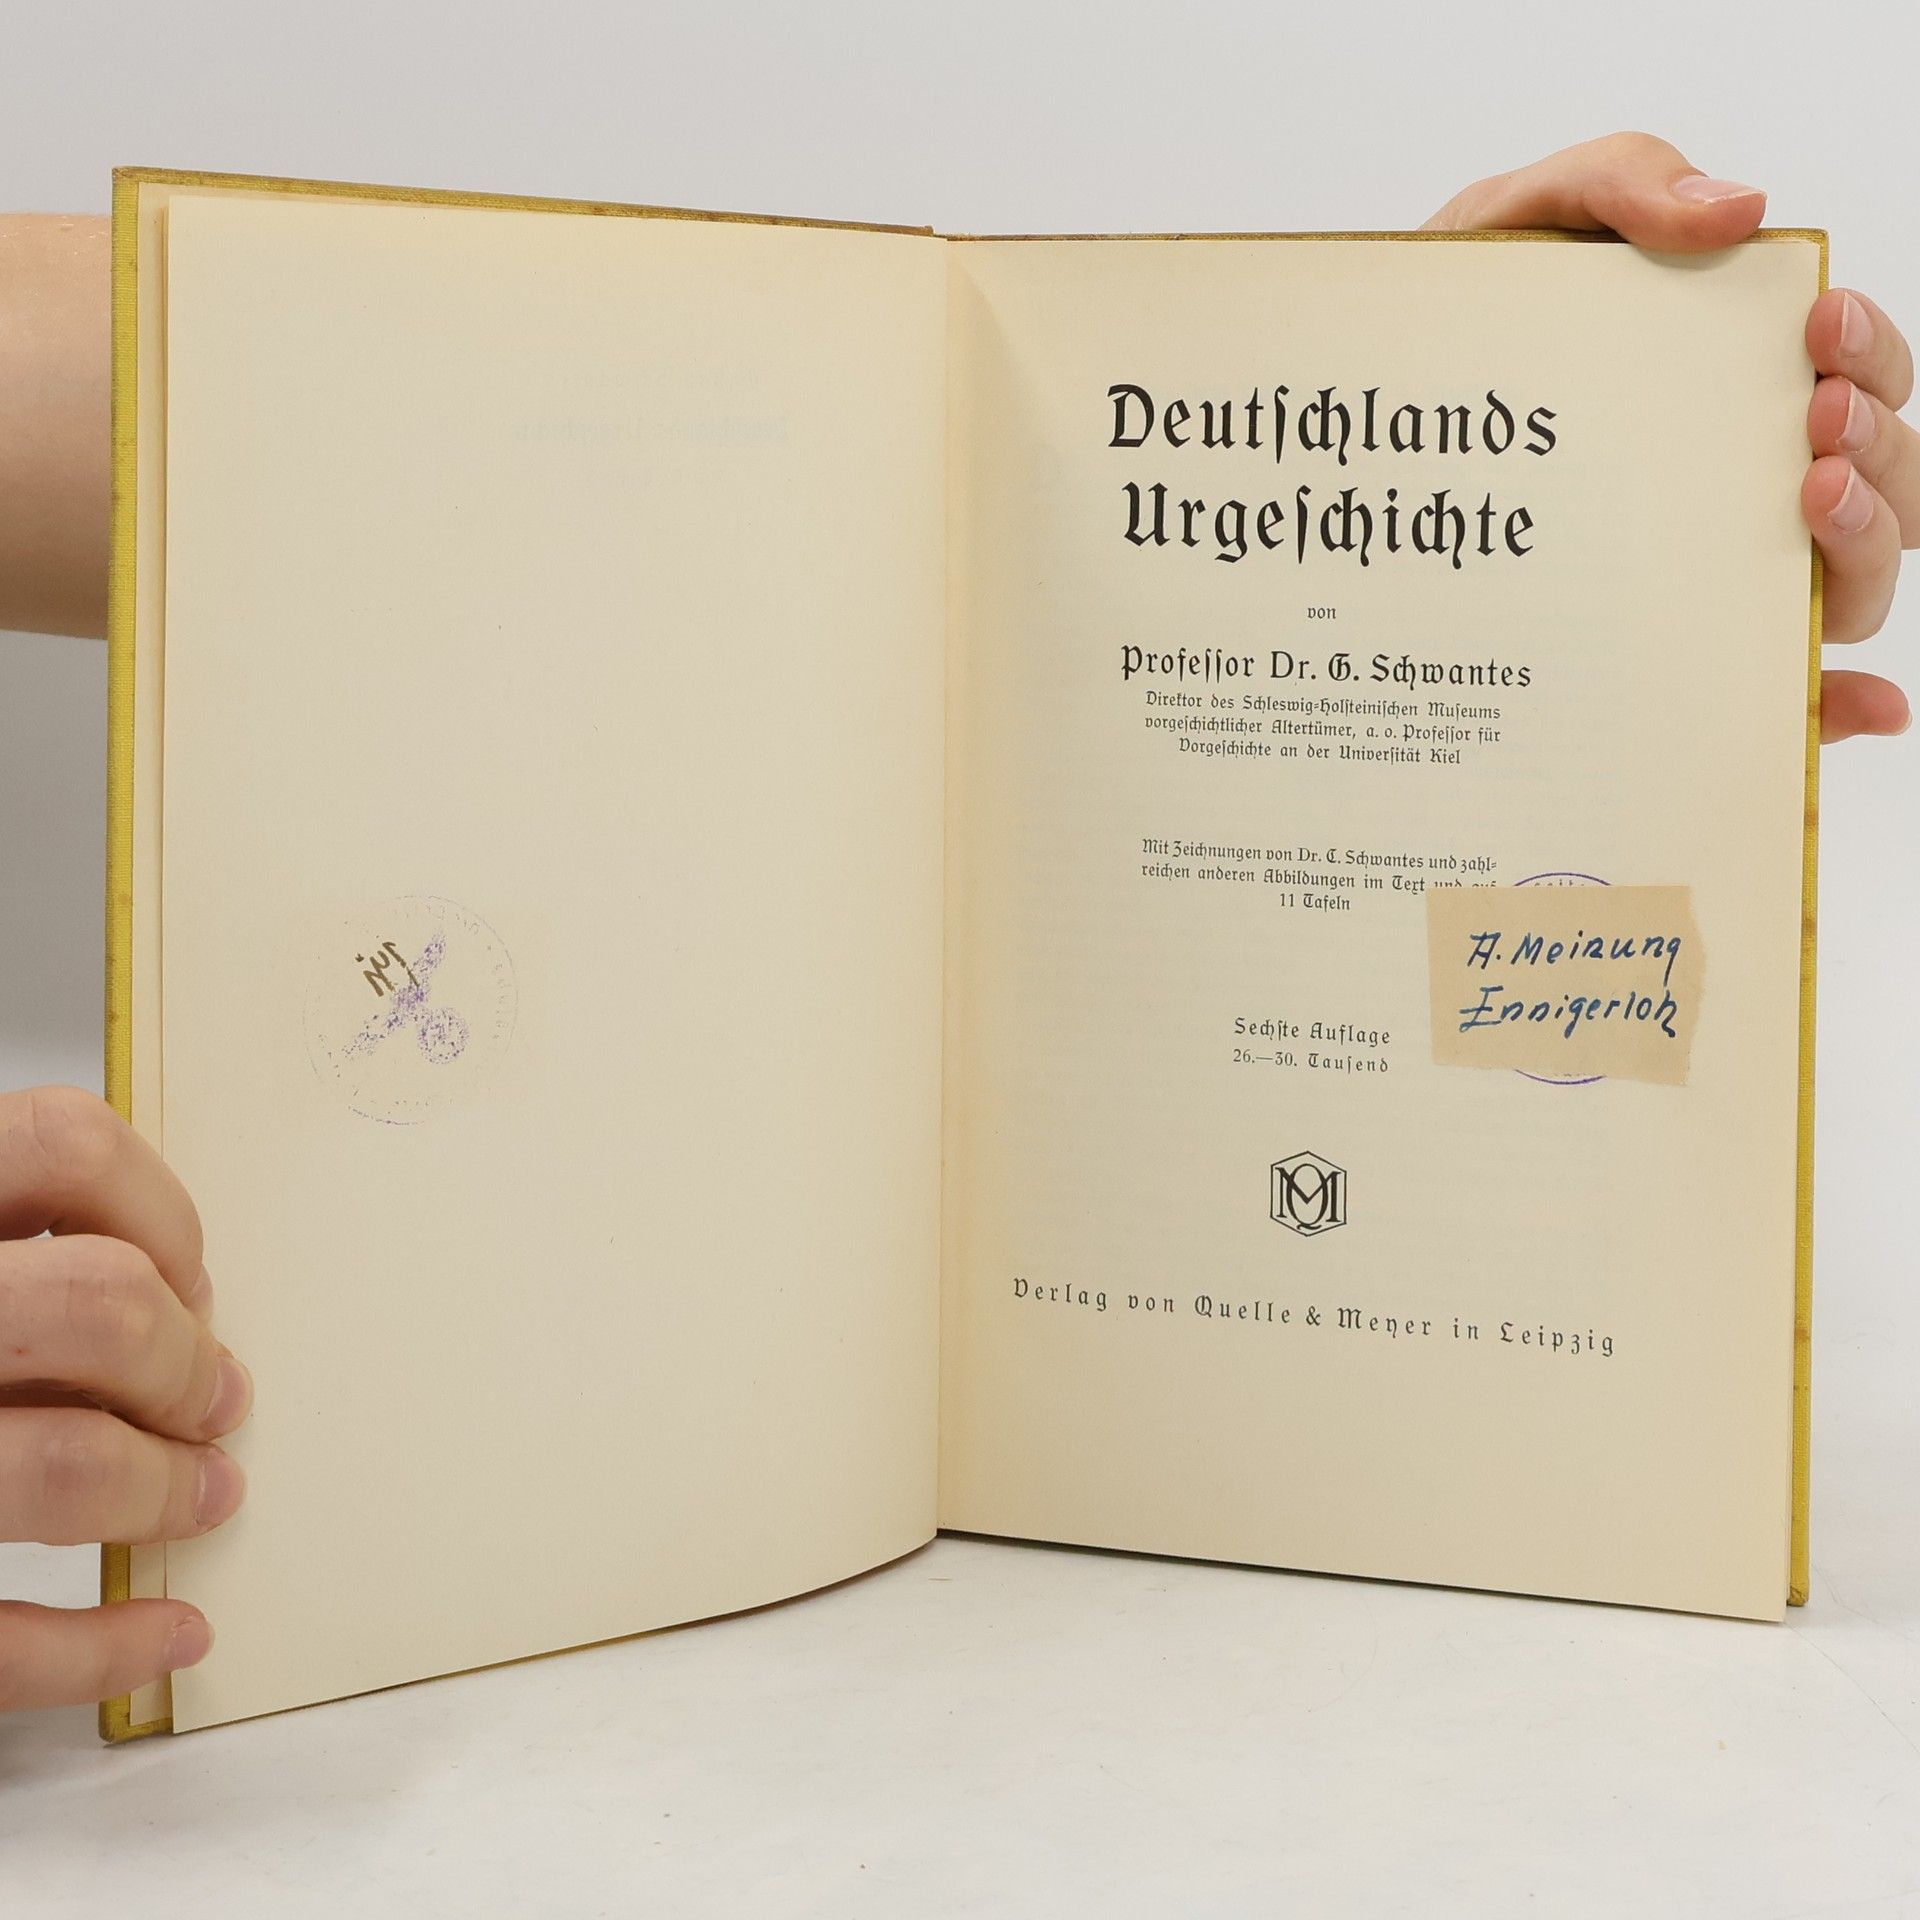 Deutſchlands
Urgeſchichte
von
Profeſſor Dr. G. Schwantes
Direktor des Schleswig-Holſteiniſchen Muſeums
vorgeſchichtlicher Altertümer, a. o. Profeſſor für
Vorgeſchichte an der Univerſität Kiel
Mit Zeichnungen von Dr. T. Schwantes und zahl-
reichen anderen Abbildungen im Text und auf
11 Tafeln
A. Meinung
Ennigerloh
Sechſte Auflage
26.—30. Tauſend
QM
Verlag von Quelle & Meyer in Leipzig